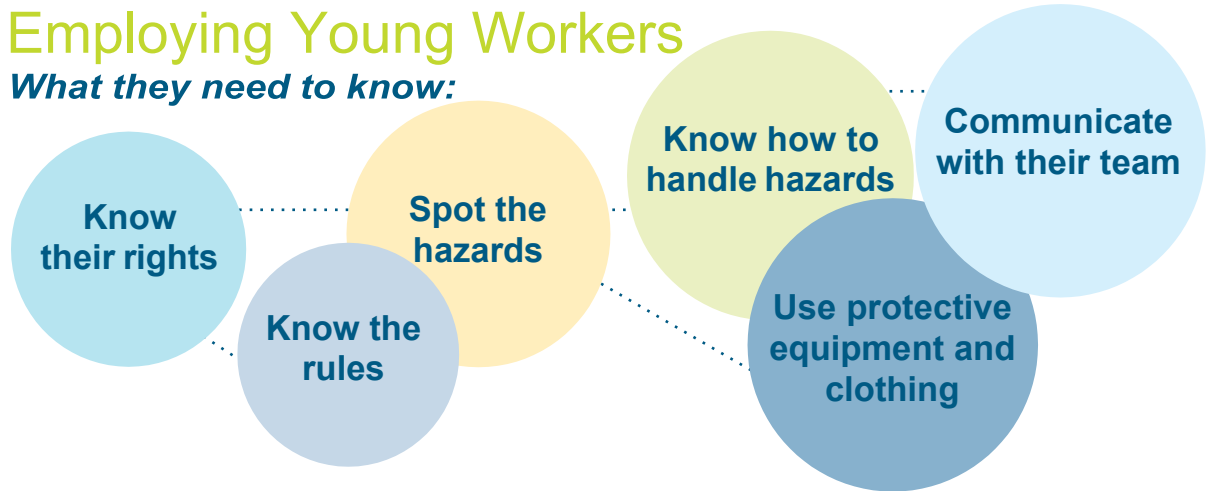 Employing Young Workers
What they need to know:
Know
their rights
Know the
rules
Spot the
hazards
Know how to
handle hazards
Use protective
equipment and
clothing
Communicate
with their team